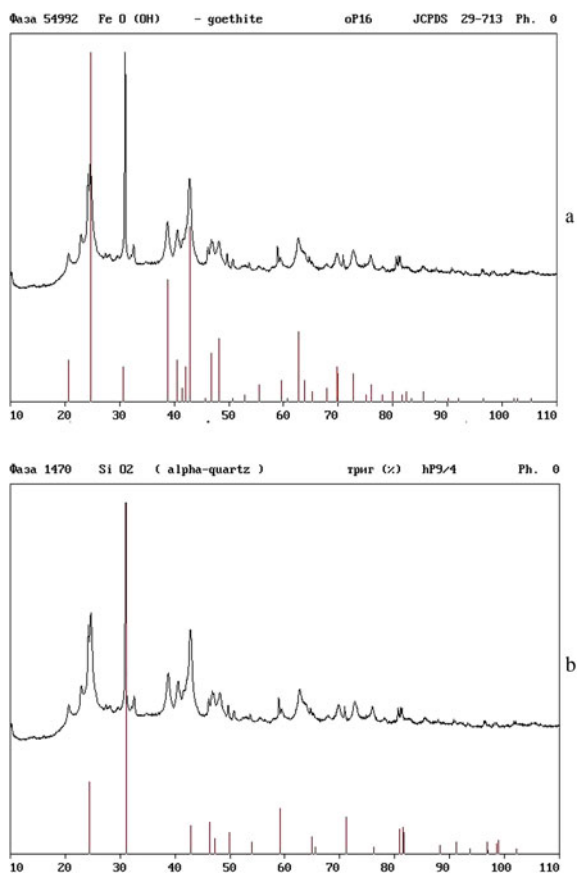 Фаза 54992 Fe O (OH) - goethite oP16 JCPDS 29-713 Ph. 0
a
10 20 30 40 50 60 70 80 90 100 110
Фаза 1470 Si O2 ( alpha-quartz ) триг (%) hP9/4 Ph. 0
b
10 20 30 40 50 60 70 80 90 100 110